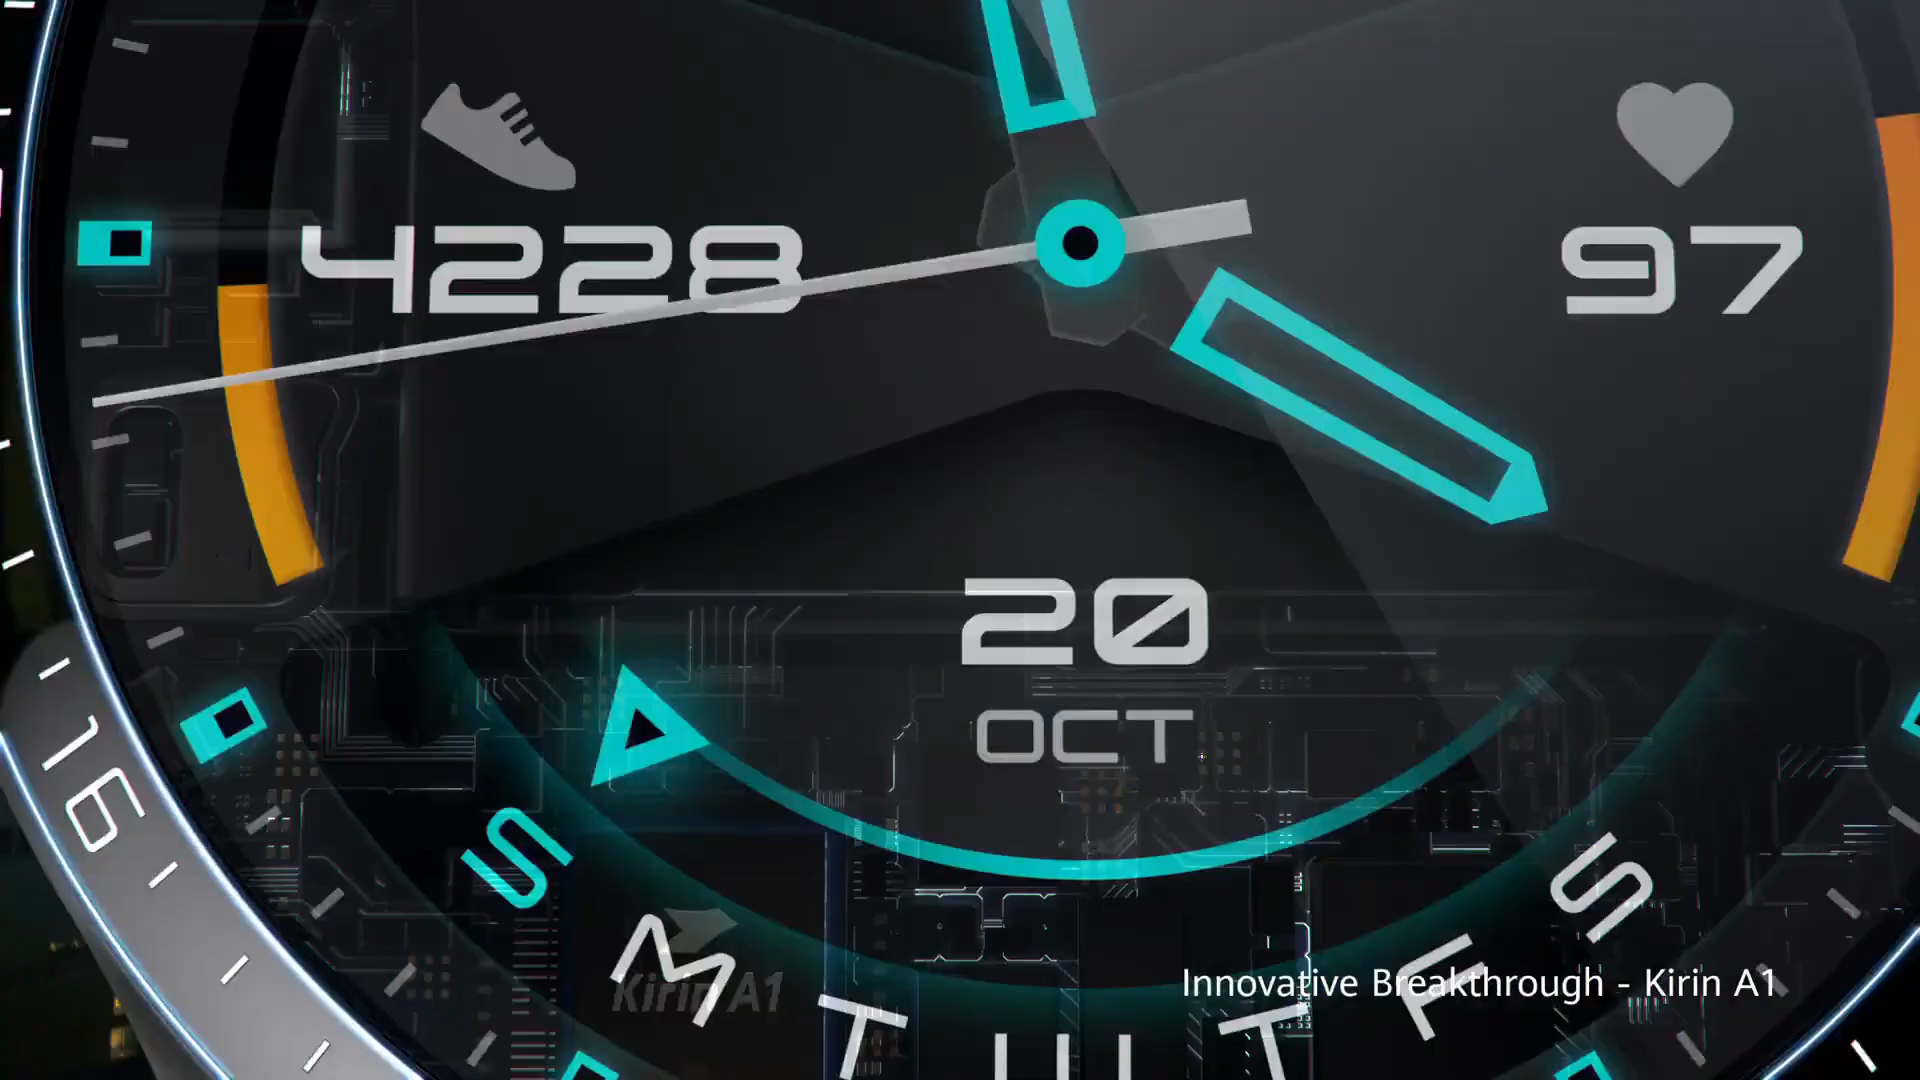 4228
97
20
OCT
16
S M T W T F S
Kirin A1
Innovative Breakthrough - Kirin A1